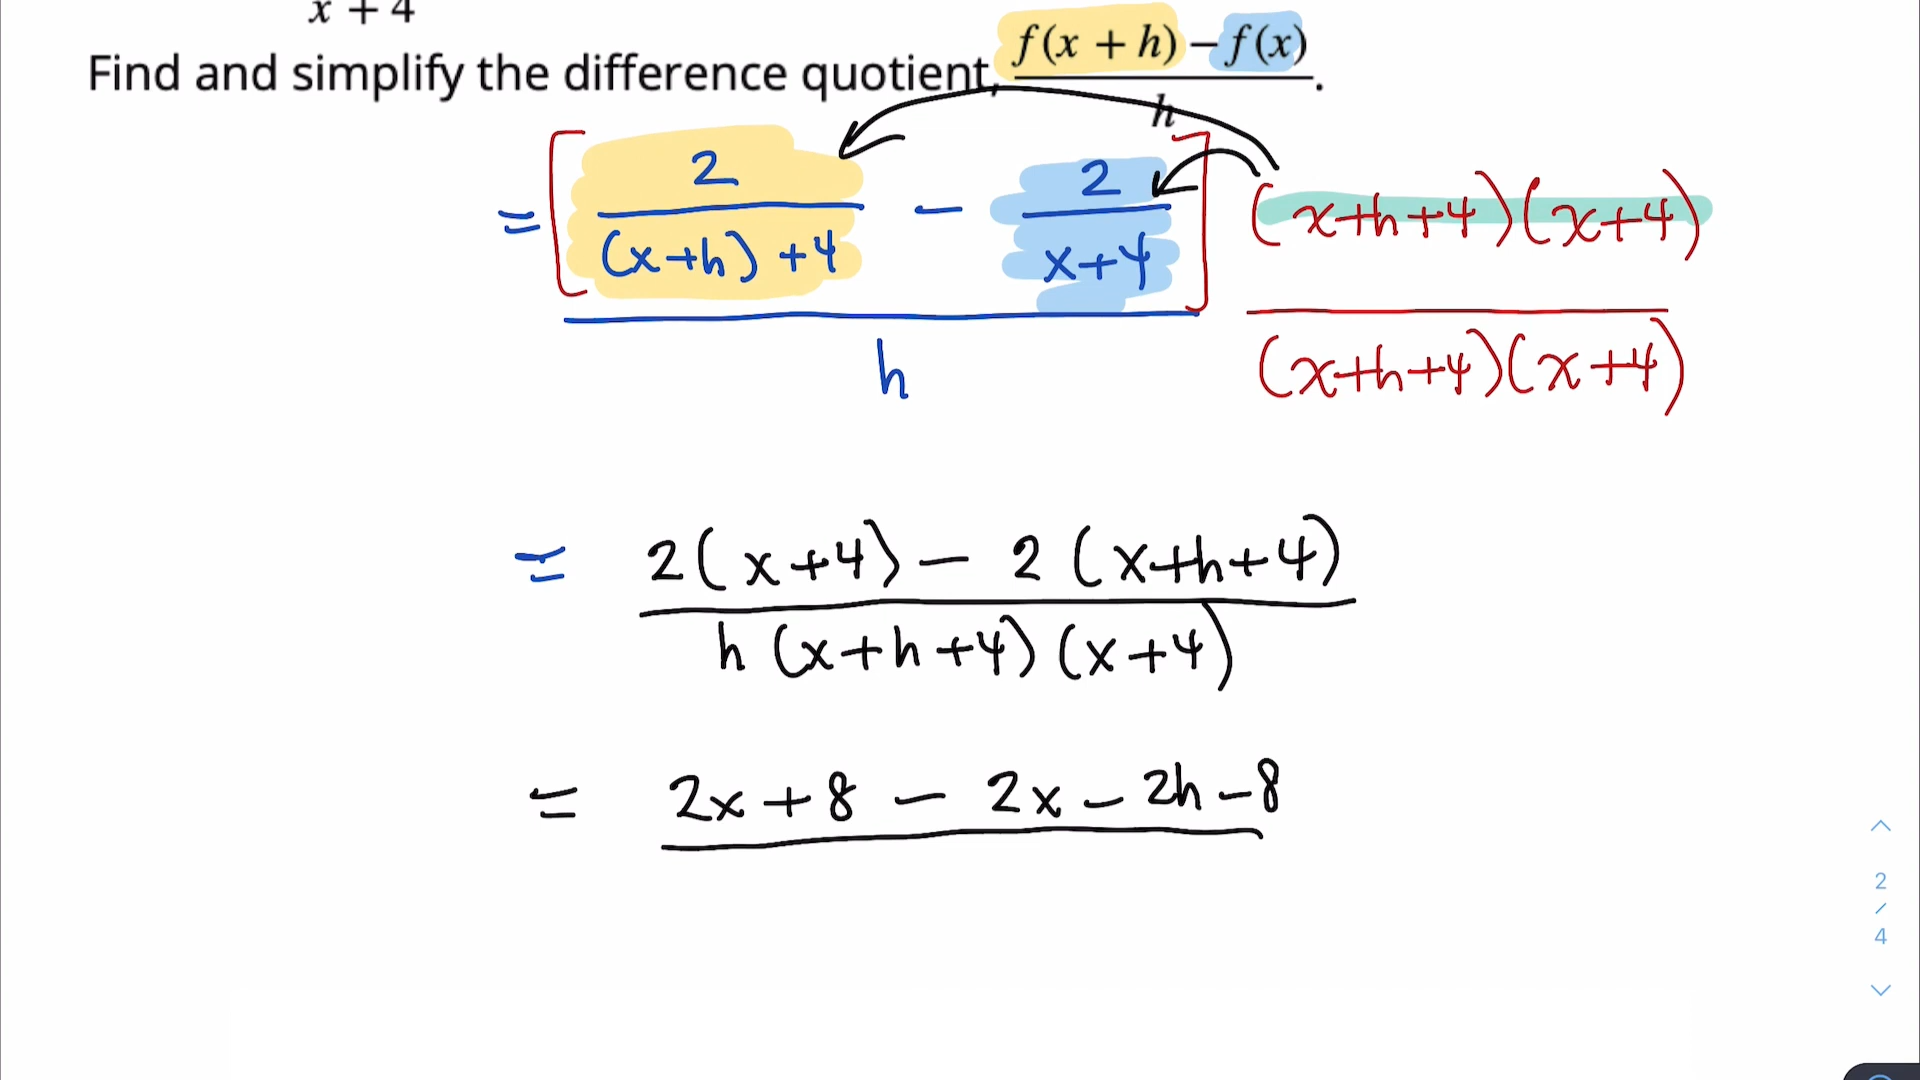 x + 4
Find and simplify the difference quotient, f(x + h) − f(x) / h .
= [ 2 / (x+h) +4 − 2 / x+4 ] / h (x+h+4)(x+4) / (x+h+4)(x+4)
= 2(x+4) − 2(x+h+4) / h(x+h+4)(x+4)
= 2x+8 − 2x − 2h − 8
2
/
4